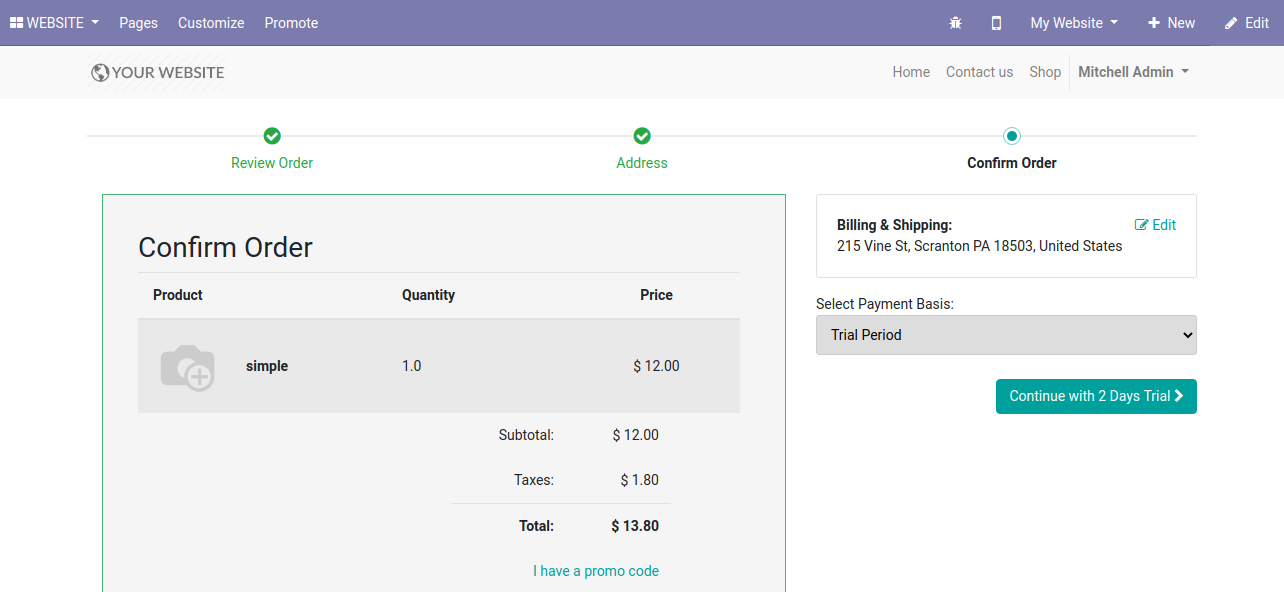 WEBSITE Pages Customize Promote My Website New Edit
YOUR WEBSITE Home Contact us Shop Mitchell Admin
Review Order Address Confirm Order
Confirm Order
Product Quantity Price
simple 1.0 $ 12.00
Subtotal: $ 12.00
Taxes: $ 1.80
Total: $ 13.80
I have a promo code
Billing & Shipping: Edit
215 Vine St, Scranton PA 18503, United States
Select Payment Basis:
Trial Period
Continue with 2 Days Trial